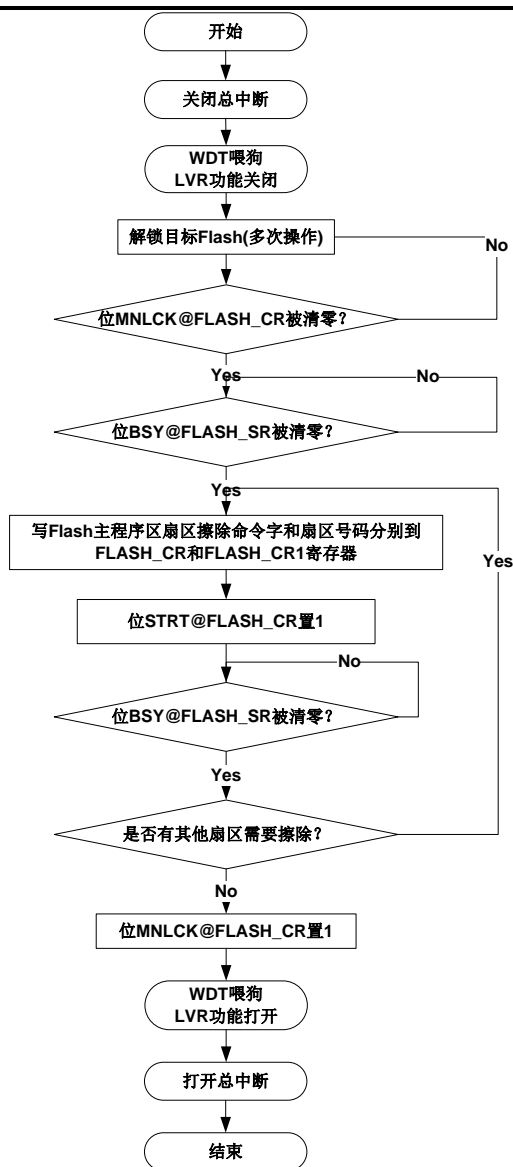 开始
关闭总中断
WDT喂狗
LVR功能关闭
解锁目标Flash(多次操作)
No
位MNLCK@FLASH_CR被清零?
Yes
No
位BSY@FLASH_SR被清零?
Yes
写Flash主程序区扇区擦除命令字和扇区号码分别到
FLASH_CR和FLASH_CR1寄存器
Yes
位STRT@FLASH_CR置1
No
位BSY@FLASH_SR被清零?
Yes
是否有其他扇区需要擦除?
No
位MNLCK@FLASH_CR置1
WDT喂狗
LVR功能打开
打开总中断
结束